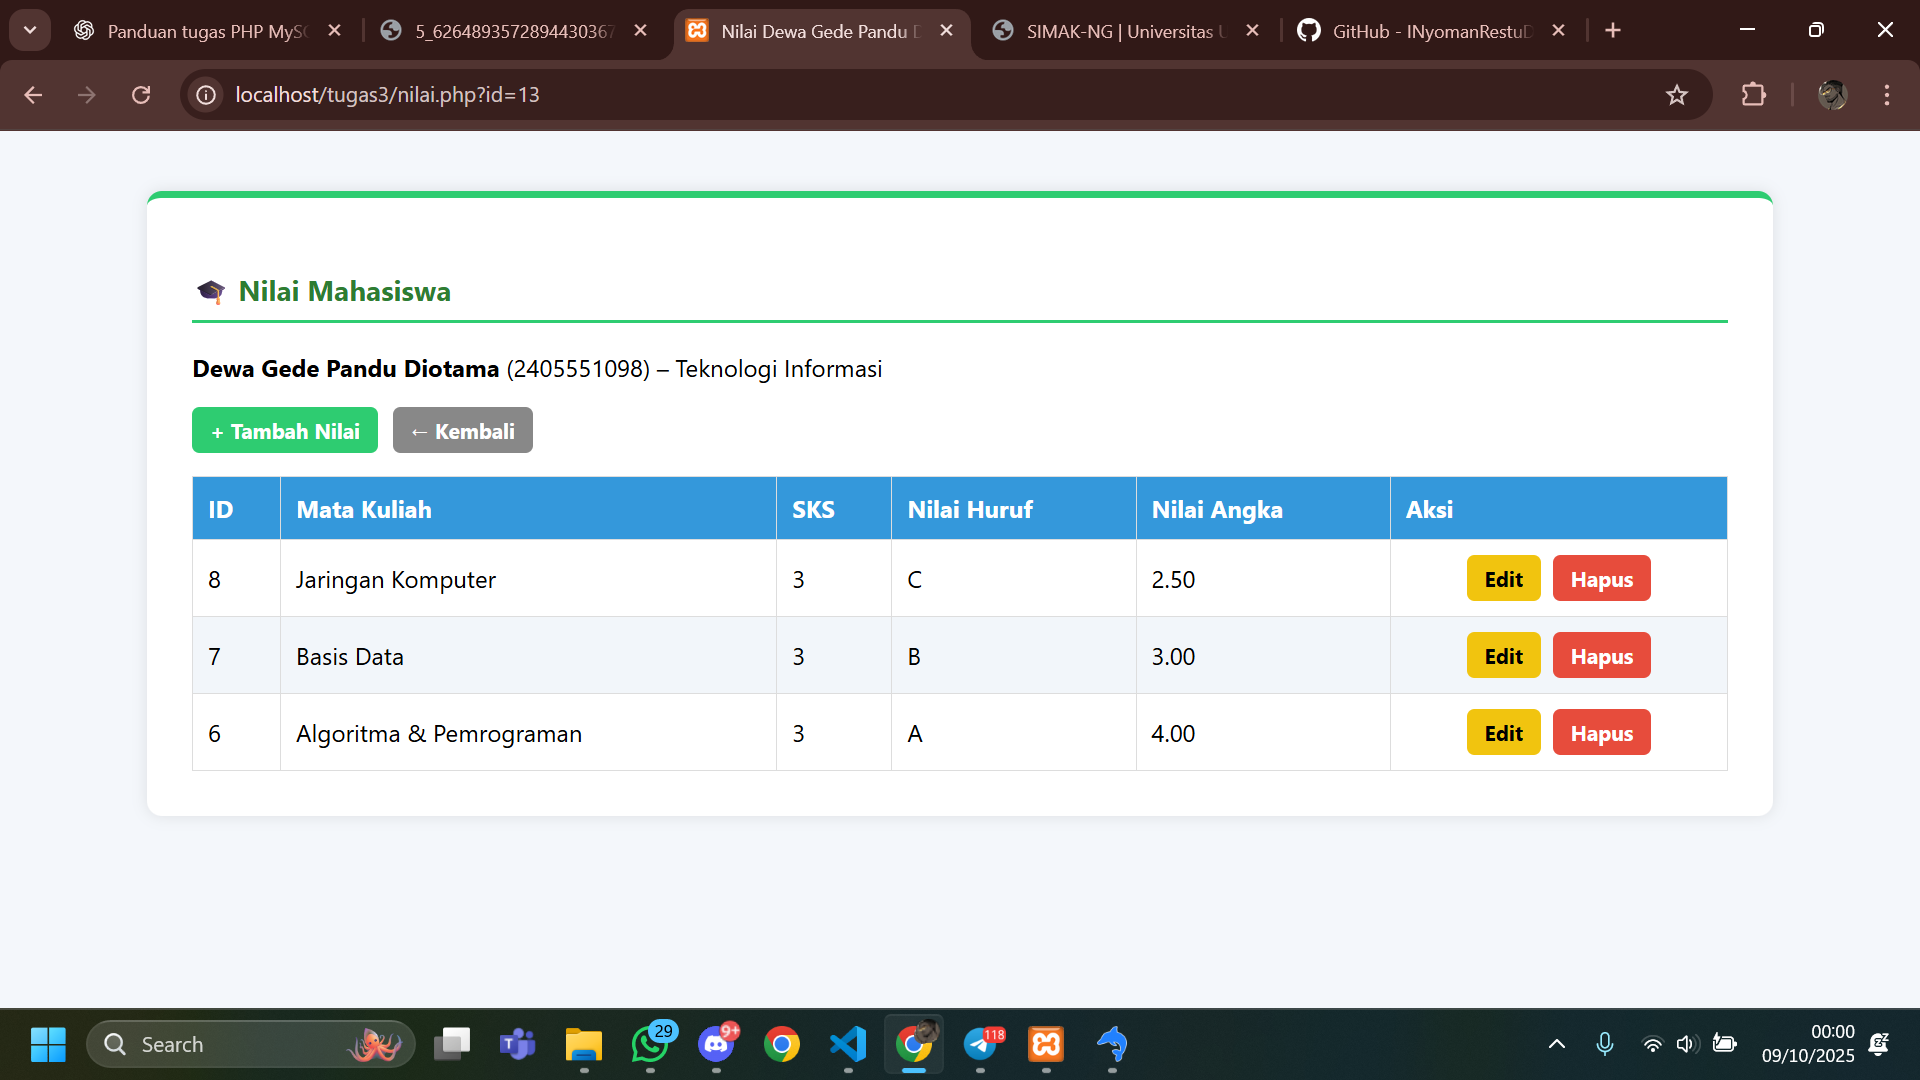 Panduan tugas PHP MySQ
5_6264893572894430367
Nilai Dewa Gede Pandu D
SIMAK-NG | Universitas U
GitHub - INyomanRestuD
localhost/tugas3/nilai.php?id=13
Nilai Mahasiswa
Dewa Gede Pandu Diotama (2405551098) – Teknologi Informasi
+ Tambah Nilai
← Kembali
ID Mata Kuliah SKS Nilai Huruf Nilai Angka Aksi
8 Jaringan Komputer 3 C 2.50 Edit Hapus
7 Basis Data 3 B 3.00 Edit Hapus
6 Algoritma & Pemrograman 3 A 4.00 Edit Hapus
Search
29
9+
118
00:00
09/10/2025